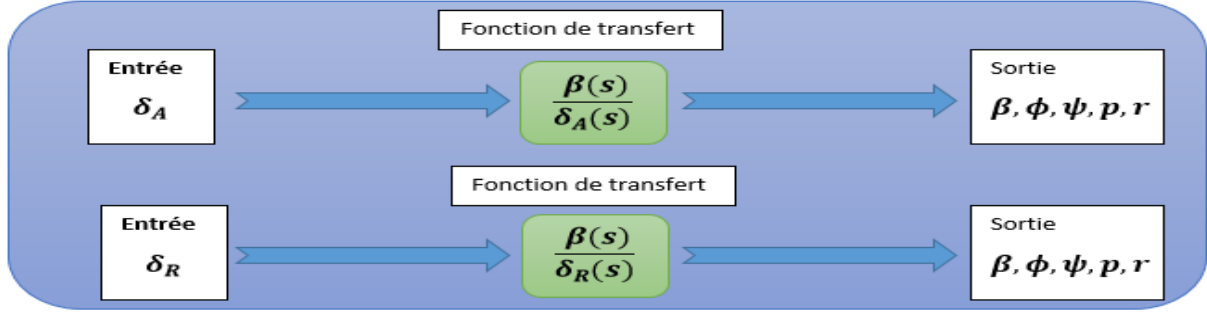 Fonction de transfert
Entrée
δ_A
β(s)
δ_A(s)
Sortie
β, ϕ, ψ, p, r
Fonction de transfert
Entrée
δ_R
β(s)
δ_R(s)
Sortie
β, ϕ, ψ, p, r